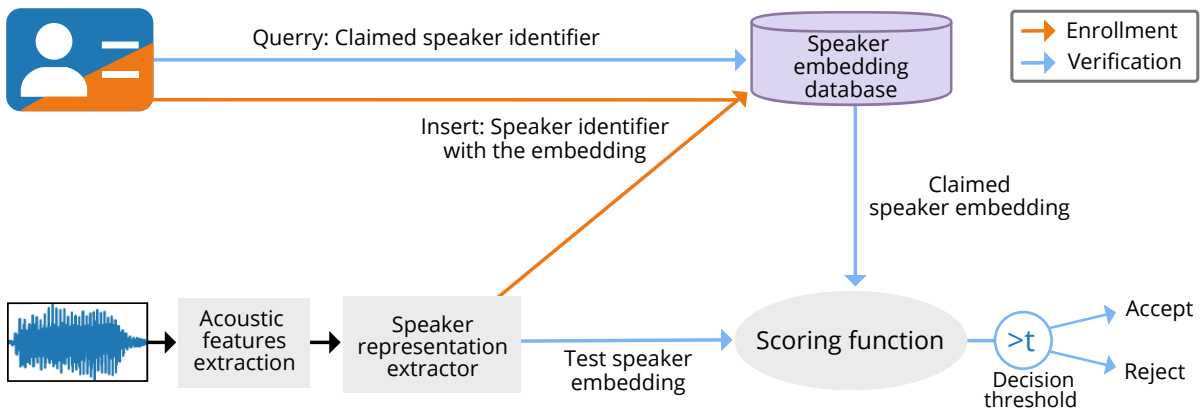 Querry: Claimed speaker identifier
Speaker
embedding
database
Enrollment
Verification
Insert: Speaker identifier
with the embedding
Claimed
speaker embedding
Acoustic
features
extraction
Speaker
representation
extractor
Test speaker
embedding
Scoring function
>t
Decision
threshold
Accept
Reject